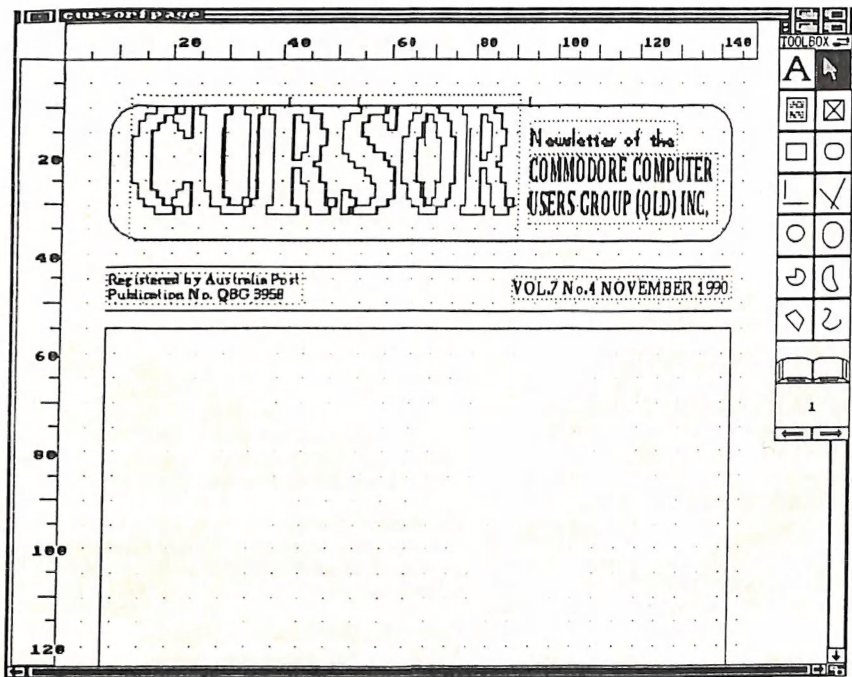 cursorf page
20 40 60 80 100 120 140
TOOLBOX
A
CURSOR
Newsletter of the
COMMODORE COMPUTER
USERS GROUP (QLD) INC,
20
40
Registered by Australia Post
Publication No. QBG 3958
VOL.7 No.4 NOVEMBER 1990
60
1
80
100
120